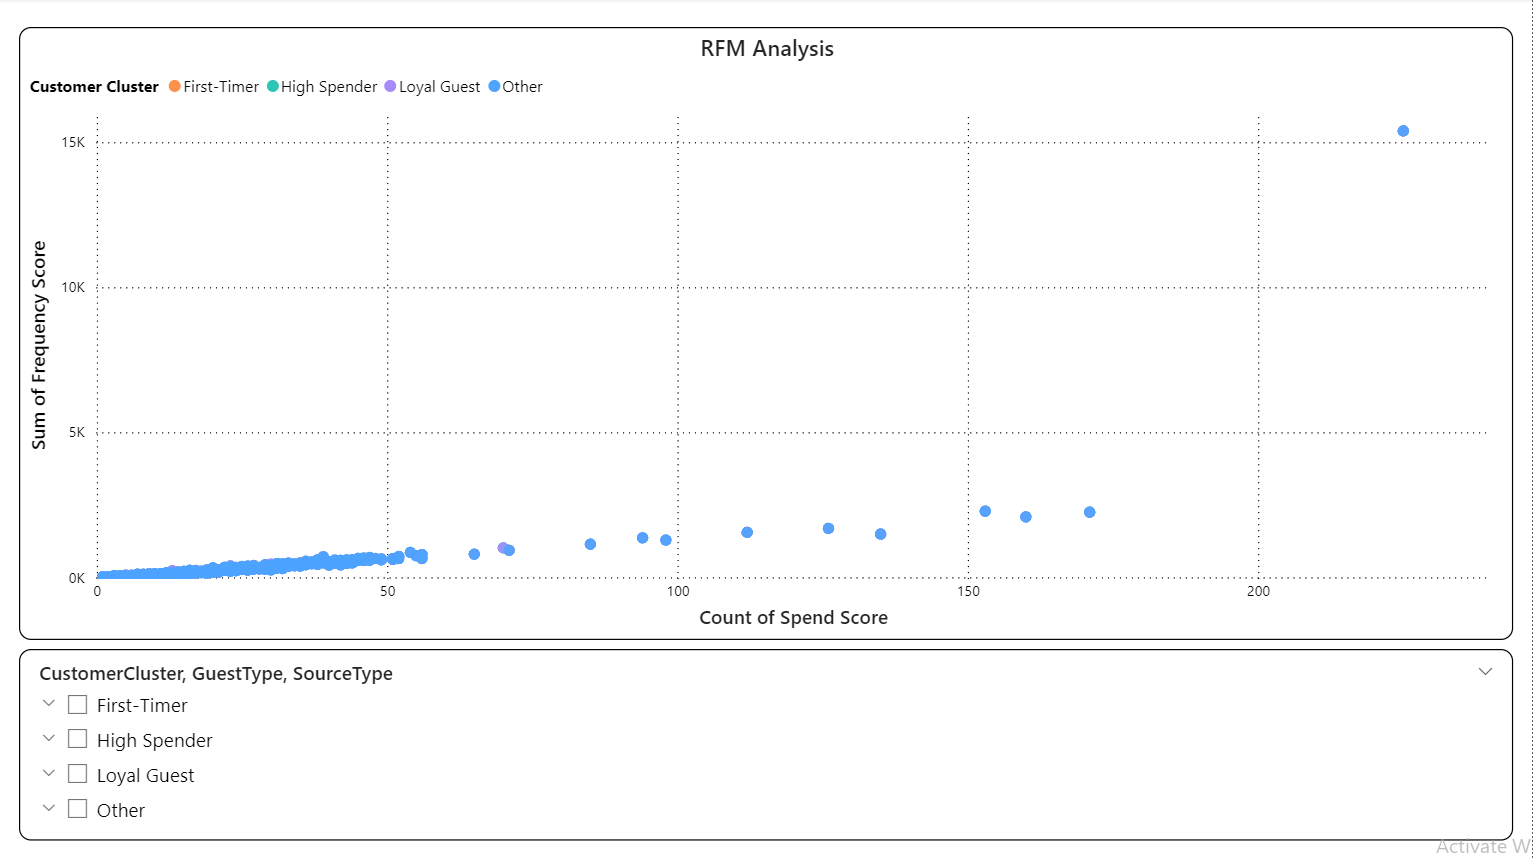 RFM Analysis
Customer Cluster First-Timer High Spender Loyal Guest Other
Sum of Frequency Score
15K
10K
5K
0K
0 50 100 150 200
Count of Spend Score
CustomerCluster, GuestType, SourceType
First-Timer
High Spender
Loyal Guest
Other
Activate W